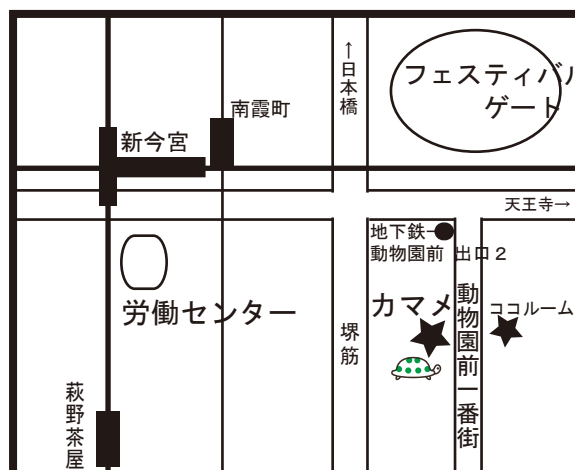 ↑日本橋
フェスティバル
ゲート
南霞町
新今宮
天王寺→
地下鉄
動物園前 出口2
労働センター
カマメ
ココルーム
動物園前一番街
堺筋
萩野茶屋